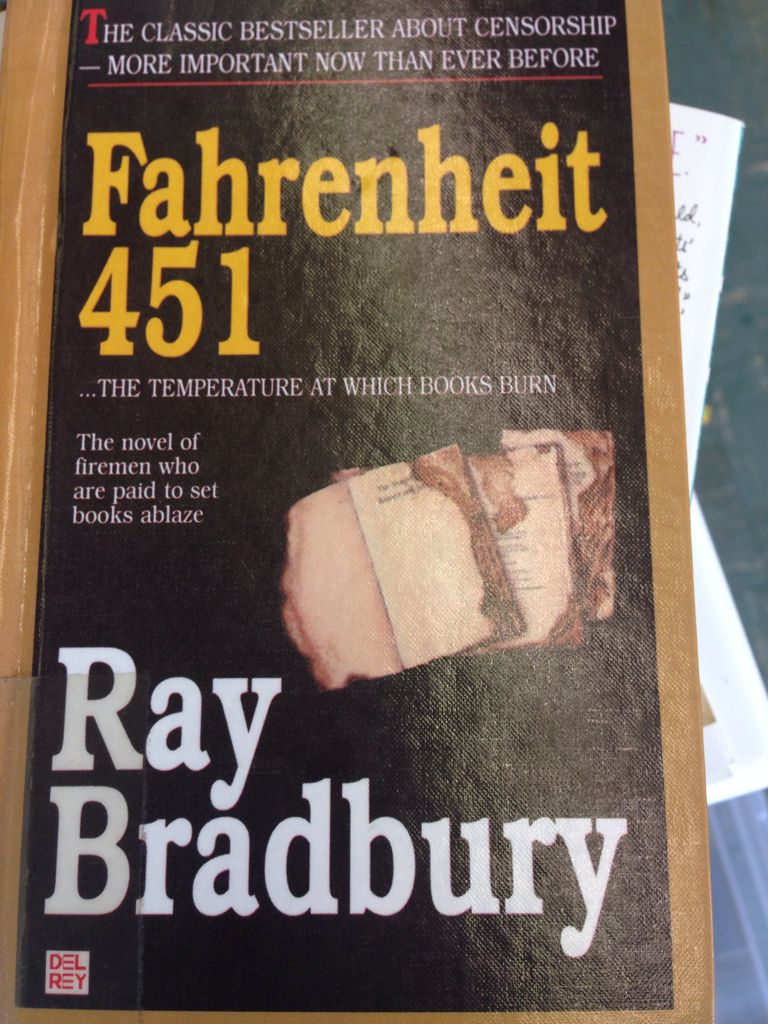 THE CLASSIC BESTSELLER ABOUT CENSORSHIP
— MORE IMPORTANT NOW THAN EVER BEFORE
Fahrenheit
451
...THE TEMPERATURE AT WHICH BOOKS BURN
The novel of
firemen who
are paid to set
books ablaze
Ray
Bradbury
DEL
REY